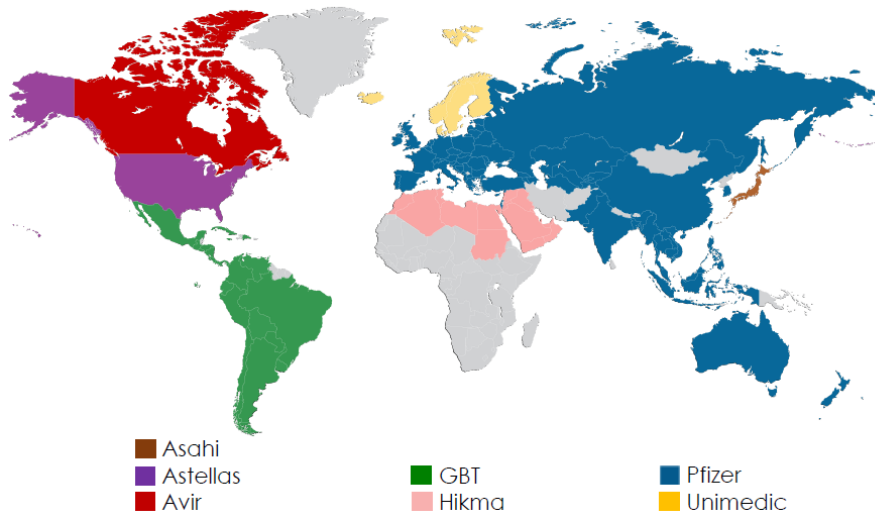 Asahi
Astellas
Avir
GBT
Hikma
Pfizer
Unimedic